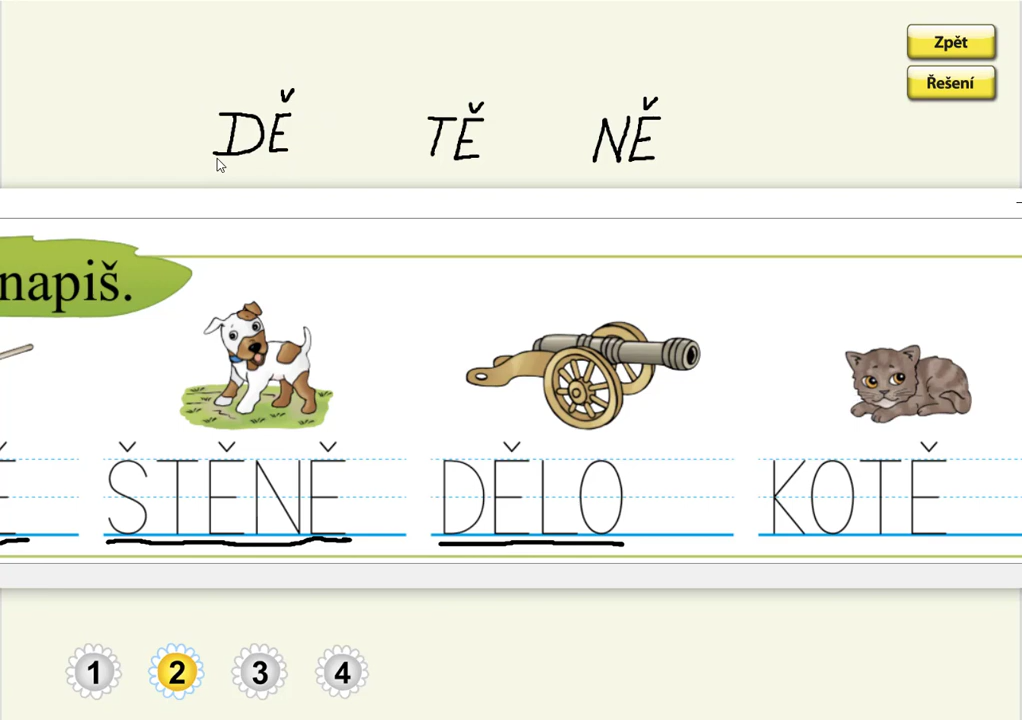 Zpět
Řešení
DĚ TĚ NĚ
napiš.
ŠTĚNĚ DĚLO KOTĚ
1 2 3 4